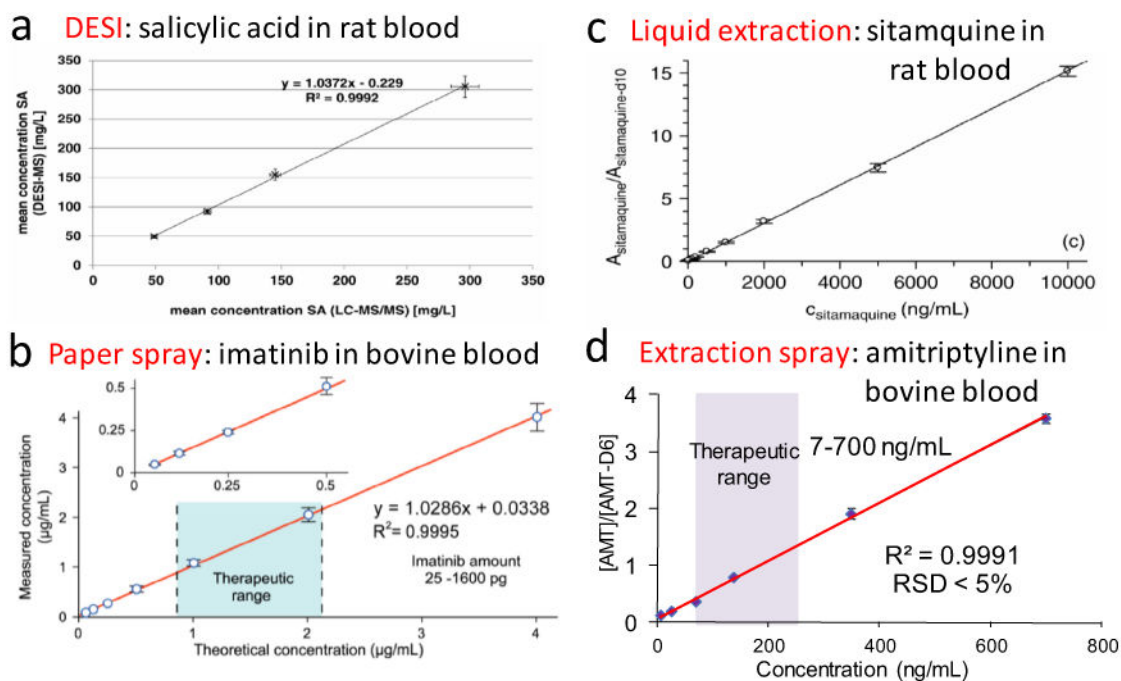 a DESI: salicylic acid in rat blood
y = 1.0372x - 0.229
R² = 0.9992
mean concentration SA
(DESI-MS) [mg/L]
350
300
250
200
150
100
50
0
0 50 100 150 200 250 300 350
mean concentration SA (LC-MS/MS) [mg/L]
c Liquid extraction: sitamquine in
rat blood
A sitamaquine/A sitamaquine-d10
15
10
5
0
(c)
0 2000 4000 6000 8000 10000
c sitamaquine (ng/mL)
b Paper spray: imatinib in bovine blood
0.5
0.25
0
0 0.25 0.5
Measured concentration
(µg/mL)
4
3
2
1
0
y = 1.0286x + 0.0338
R²= 0.9995
Imatinib amount
25 -1600 pg
Therapeutic
range
0 1 2 3 4
Theoretical concentration (µg/mL)
d Extraction spray: amitriptyline in
bovine blood
[AMT]/[AMT-D6]
4
3
2
1
0
Therapeutic
range
7-700 ng/mL
R² = 0.9991
RSD < 5%
0 200 400 600 800
Concentration (ng/mL)